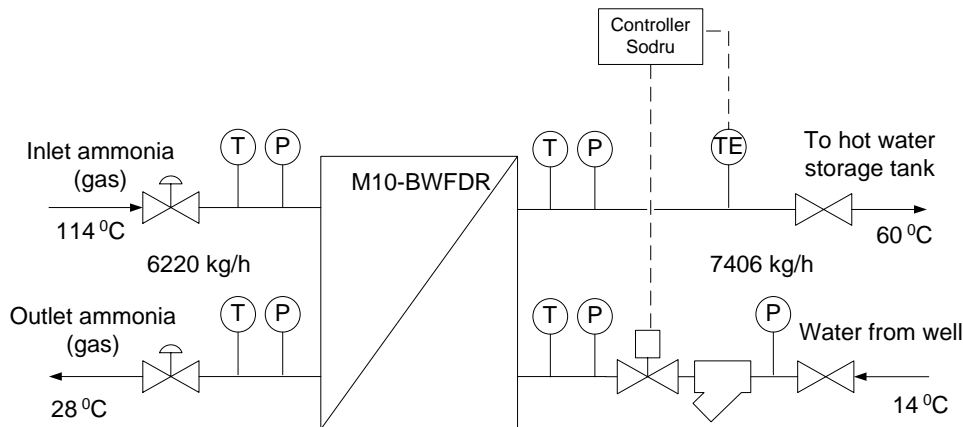 Controller
Sodru
T
P
T
P
TE
Inlet ammonia
(gas)
To hot water
storage tank
M10-BWFDR
114 ⁰C
60 ⁰C
6220 kg/h
7406 kg/h
Outlet ammonia
(gas)
T
P
T
P
P
Water from well
28 ⁰C
14 ⁰C